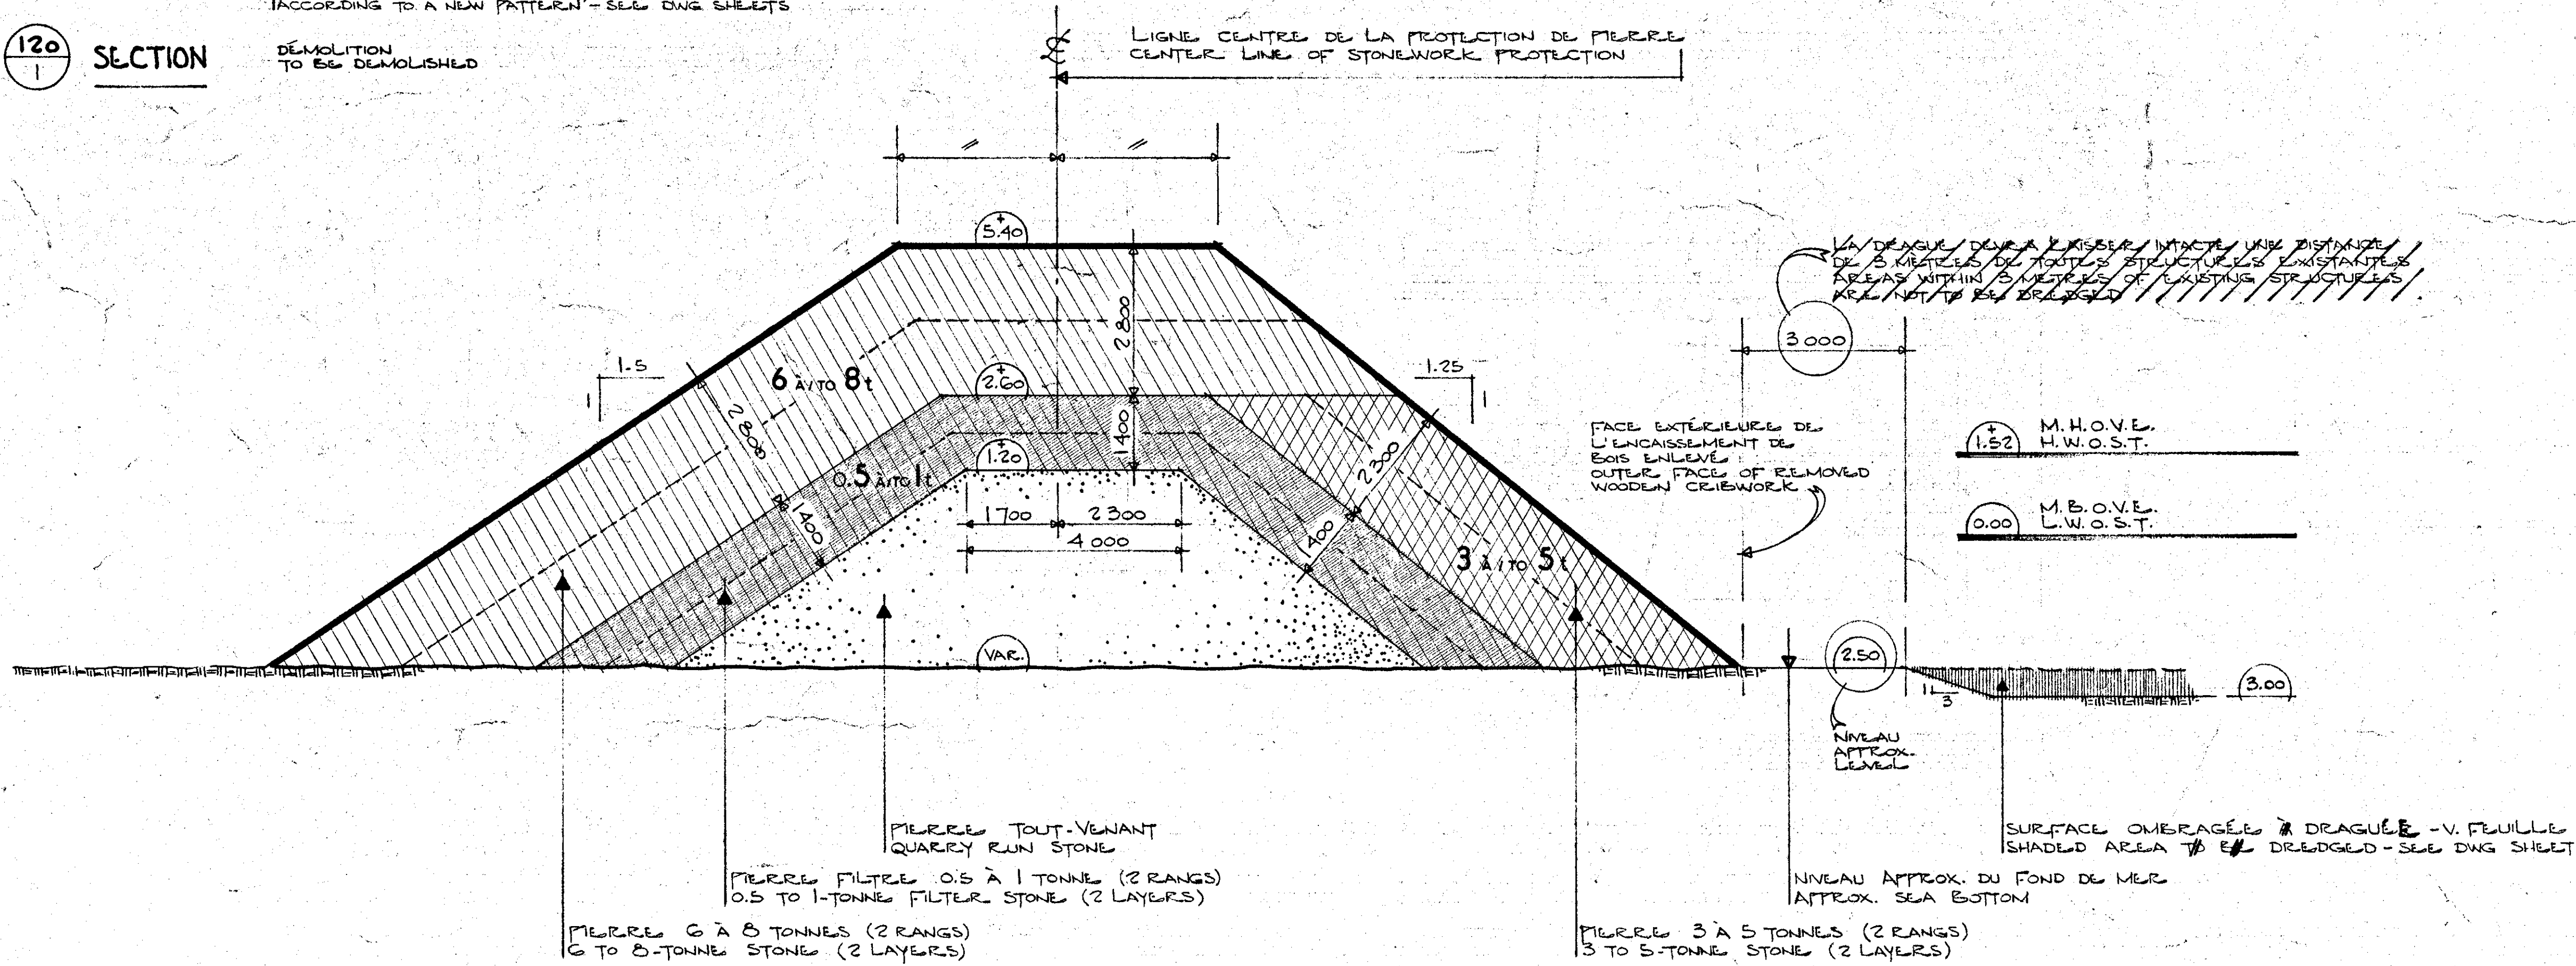 (ACCORDING TO A NEW PATTERN - SEE DWG SHEETS
120
1
SECTION
DÉMOLITION
TO BE DEMOLISHED
LIGNE CENTRE DE LA PROTECTION DE PIERRE
CENTER LINE OF STONEWORK PROTECTION
+
5.40
LA DRAGUE DEVRA LAISSER INTACTE UNE DISTANCE
DE 3 MÈTRES DE TOUTES STRUCTURES EXISTANTES
AREAS WITHIN 3 METRES OF EXISTING STRUCTURES
ARE NOT TO BE DREDGED
2800
3000
1.5
1
6 À/TO 8t
+
2.60
1.25
1
2800
1400
FACE EXTÉRIEURE DE
L'ENCAISSEMENT DE
BOIS ENLEVÉ
OUTER FACE OF REMOVED
WOODEN CRIBWORK
+
1.52
M.H.O.V.E.
H.W.O.S.T.
+
1.20
2300
0.5 À/TO 1t
1400
1700
2300
4000
1400
3 À/TO 5t
0.00
M.B.O.V.E.
L.W.O.S.T.
VAR.
2.50
1
3
3.00
NIVEAU
APPROX.
LEVEL
PIERRE TOUT-VENANT
QUARRY RUN STONE
SURFACE OMBRAGÉE À DRAGUÉE - V. FEUILLE
SHADED AREA TO BE DREDGED - SEE DWG SHEET
PIERRE FILTRE 0.5 À 1 TONNE (2 RANGS)
0.5 TO 1-TONNE FILTER STONE (2 LAYERS)
NIVEAU APPROX. DU FOND DE MER
APPROX. SEA BOTTOM
PIERRE 6 À 8 TONNES (2 RANGS)
6 TO 8-TONNE STONE (2 LAYERS)
PIERRE 3 À 5 TONNES (2 RANGS)
3 TO 5-TONNE STONE (2 LAYERS)